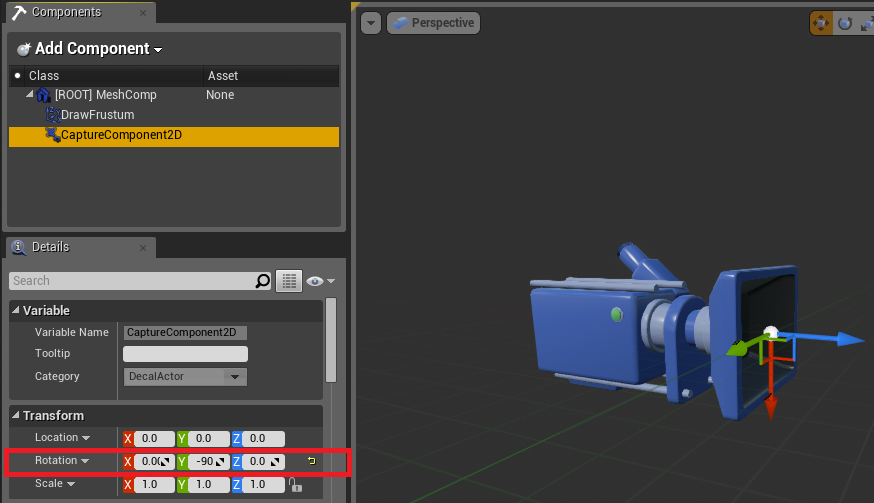 Components
Add Component
Class Asset
[ROOT] MeshComp None
DrawFrustum
CaptureComponent2D
Details
Search
Variable
Variable Name CaptureComponent2D
Tooltip
Category DecalActor
Transform
Location X 0.0 Y 0.0 Z 0.0
Rotation X 0.00 Y -90 Z 0.0
Scale X 1.0 Y 1.0 Z 1.0
Perspective